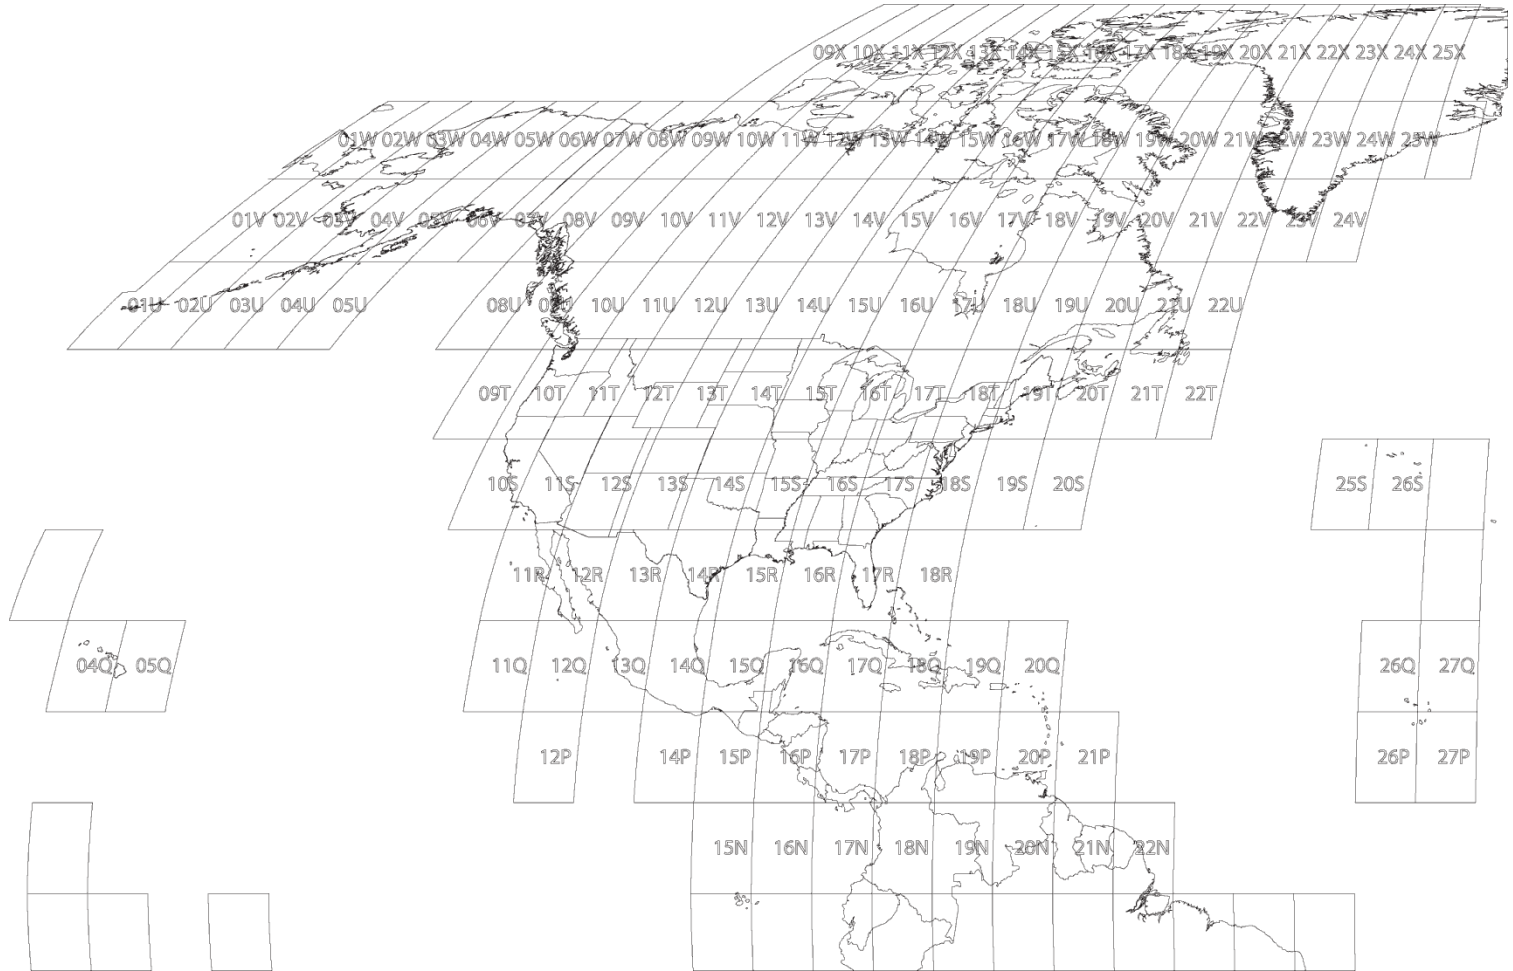 09X 10X 11X 12X 13X 14X 15X 16X 17X 18X 19X 20X 21X 22X 23X 24X 25X
01W 02W 03W 04W 05W 06W 07W 08W 09W 10W 11W 12W 13W 14W 15W 16W 17W 18W 19W 20W 21W 22W 23W 24W 25W
01V 02V 03V 04V 05V 06V 07V 08V 09V 10V 11V 12V 13V 14V 15V 16V 17V 18V 19V 20V 21V 22V 23V 24V
01U 02U 03U 04U 05U 08U 09U 10U 11U 12U 13U 14U 15U 16U 17U 18U 19U 20U 21U 22U
09T 10T 11T 12T 13T 14T 15T 16T 17T 18T 19T 20T 21T 22T
10S 11S 12S 13S 14S 15S 16S 17S 18S 19S 20S 25S 26S
11R 12R 13R 14R 15R 16R 17R 18R
04Q 05Q 11Q 12Q 13Q 14Q 15Q 16Q 17Q 18Q 19Q 20Q 26Q 27Q
12P 14P 15P 16P 17P 18P 19P 20P 21P 26P 27P
15N 16N 17N 18N 19N 20N 21N 22N